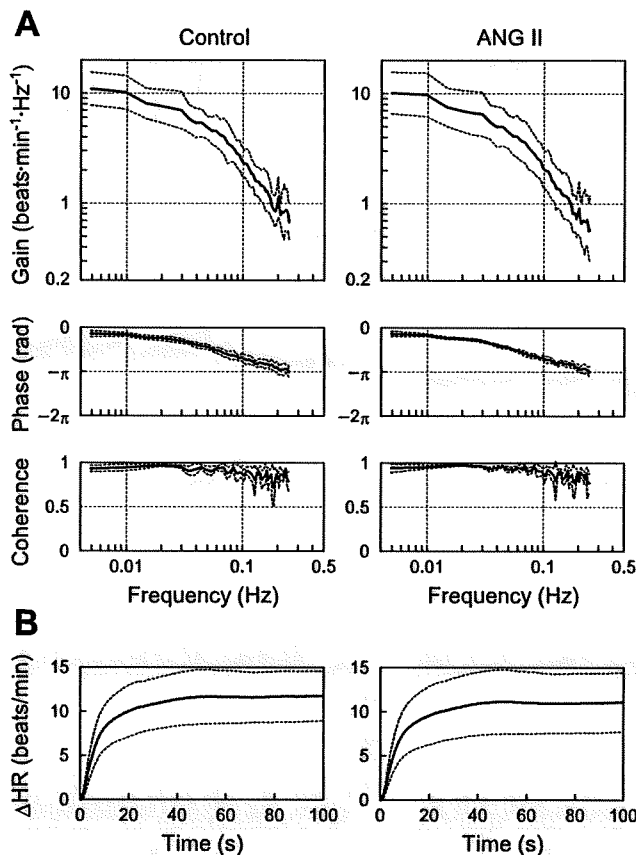 A
Control
ANG II
Gain (beats·min⁻¹·Hz⁻¹)
10
1
0.2
10
1
0.2
Phase (rad)
0
−π
−2π
0
−π
−2π
Coherence
1
0.5
0
1
0.5
0
0.01 0.1 0.5
0.01 0.1 0.5
Frequency (Hz)
Frequency (Hz)
B
ΔHR (beats/min)
15
10
5
0
15
10
5
0
0 20 40 60 80 100
0 20 40 60 80 100
Time (s)
Time (s)